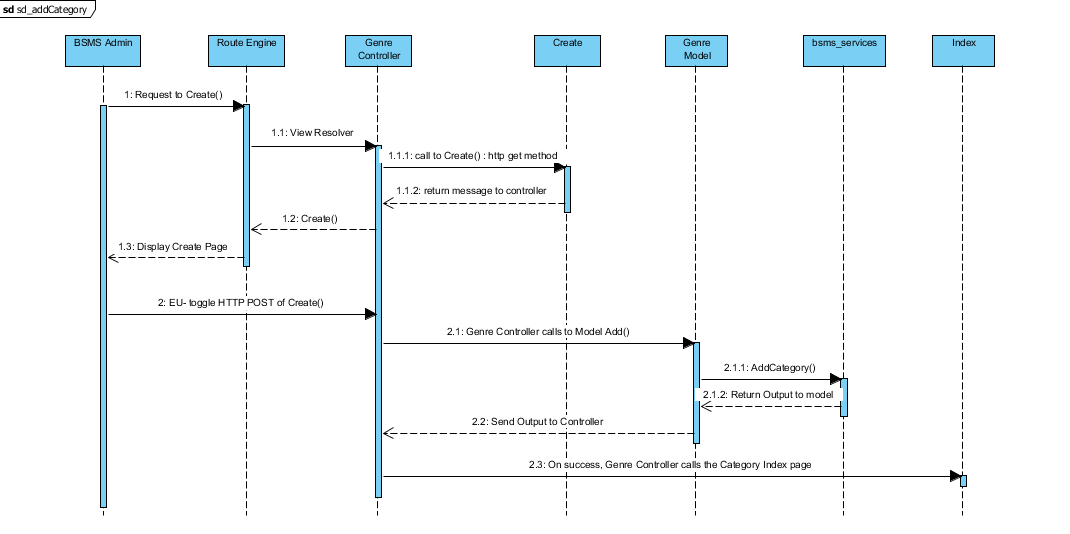 sd sd_addCategory
BSMS Admin
Route Engine
Genre
Controller
Create
Genre
Model
bsms_services
Index
1: Request to Create()
1.1: View Resolver
1.1.1: call to Create() : http get method
1.1.2: return message to controller
1.2: Create()
1.3: Display Create Page
2: EU- toggle HTTP POST of Create()
2.1: Genre Controller calls to Model Add()
2.1.1: AddCategory()
2.1.2: Return Output to model
2.2: Send Output to Controller
2.3: On success, Genre Controller calls the Category Index page